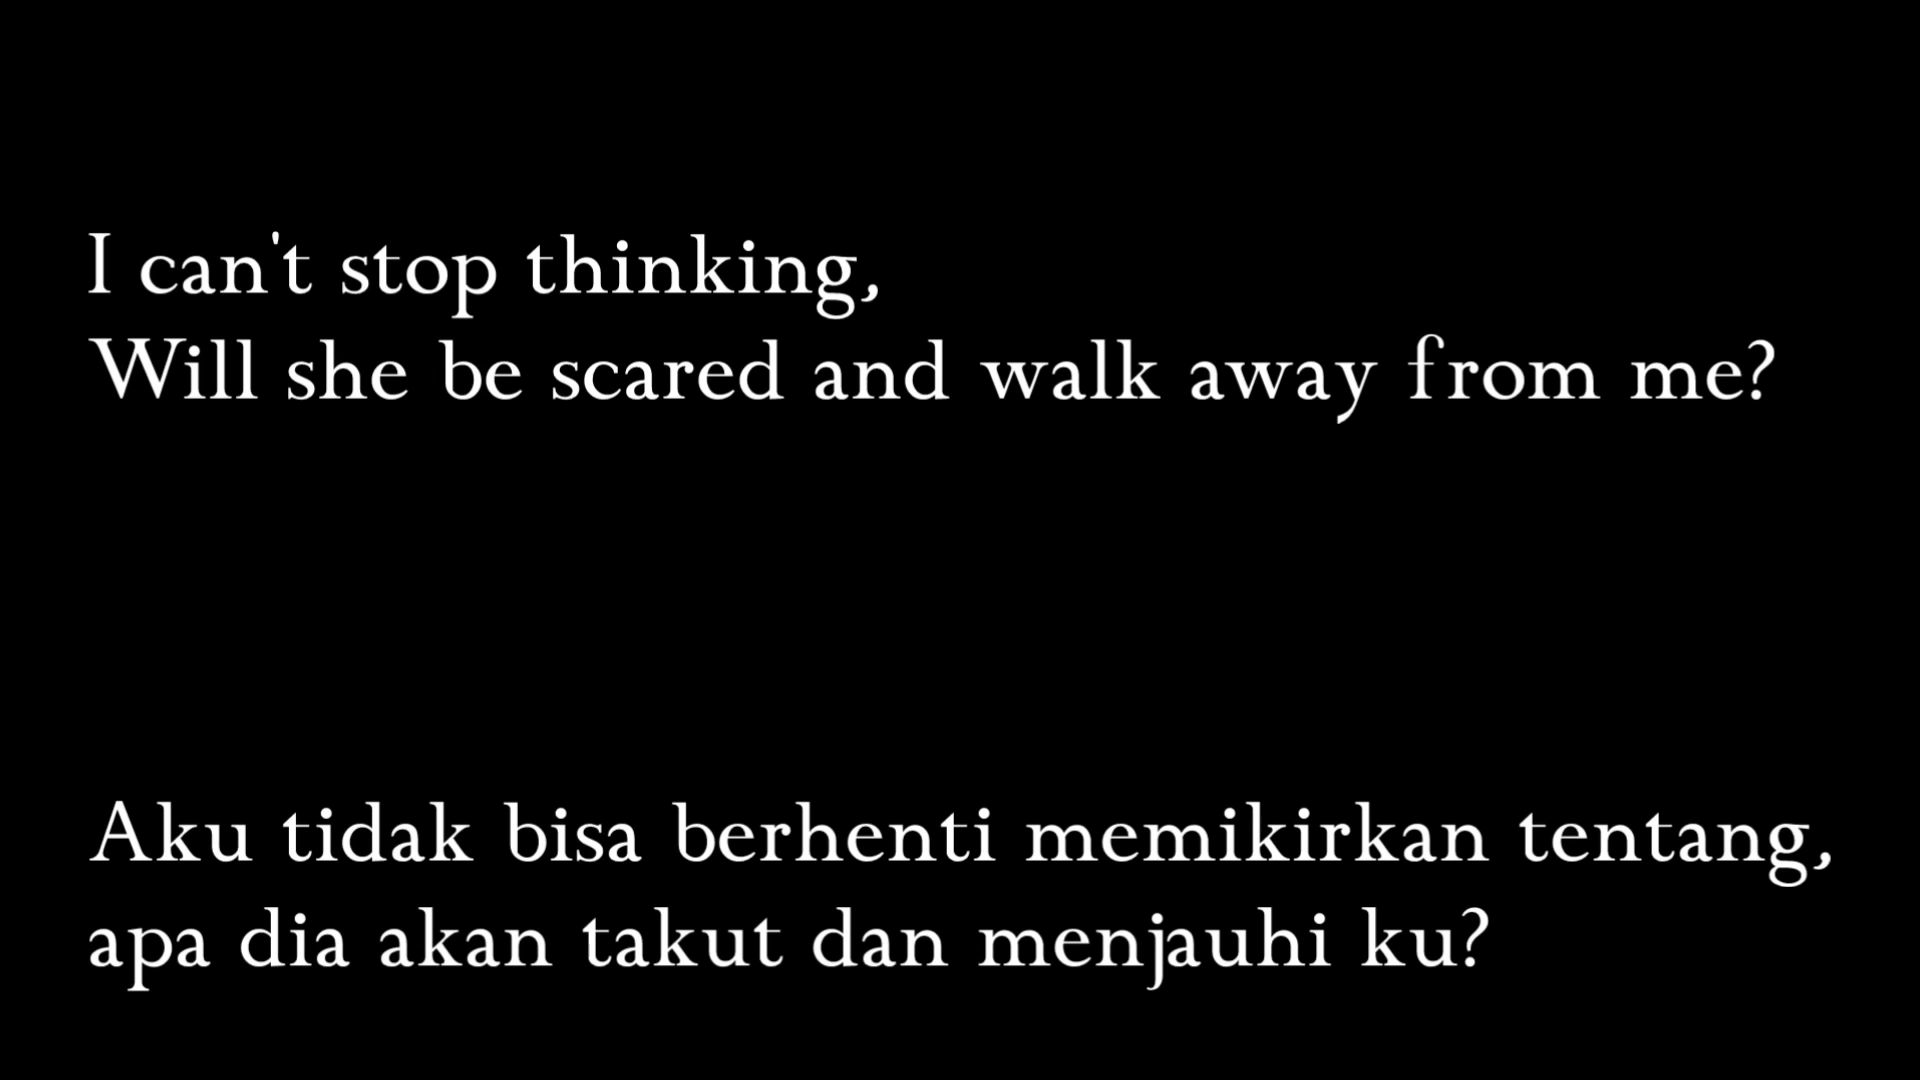 I can't stop thinking,
Will she be scared and walk away from me?
Aku tidak bisa berhenti memikirkan tentang,
apa dia akan takut dan menjauhi ku?